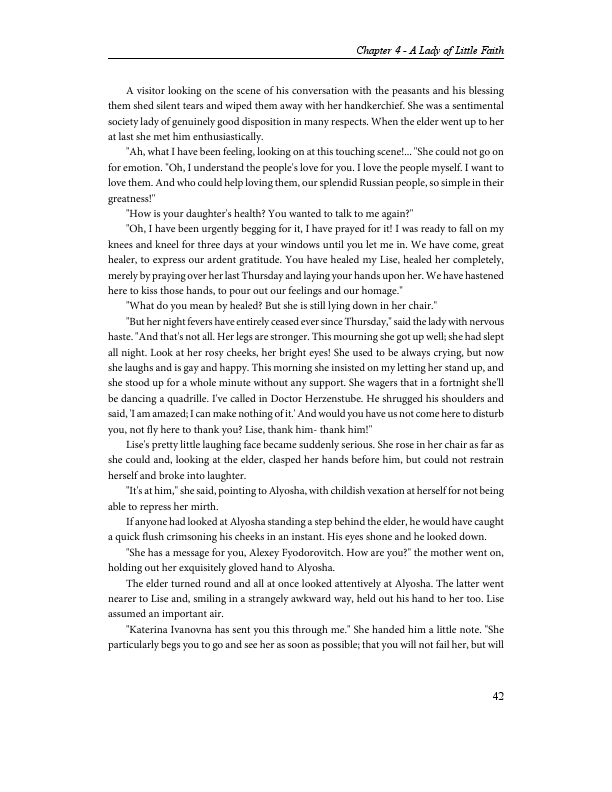 Chapter 4 - A Lady of Little Faith
A visitor looking on the scene of his conversation with the peasants and his blessing
them shed silent tears and wiped them away with her handkerchief. She was a sentimental
society lady of genuinely good disposition in many respects. When the elder went up to her
at last she met him enthusiastically.
"Ah, what I have been feeling, looking on at this touching scene!... "She could not go on
for emotion. "Oh, I understand the people's love for you. I love the people myself. I want to
love them. And who could help loving them, our splendid Russian people, so simple in their
greatness!"
"How is your daughter's health? You wanted to talk to me again?"
"Oh, I have been urgently begging for it, I have prayed for it! I was ready to fall on my
knees and kneel for three days at your windows until you let me in. We have come, great
healer, to express our ardent gratitude. You have healed my Lise, healed her completely,
merely by praying over her last Thursday and laying your hands upon her. We have hastened
here to kiss those hands, to pour out our feelings and our homage."
"What do you mean by healed? But she is still lying down in her chair."
"But her night fevers have entirely ceased ever since Thursday," said the lady with nervous
haste. "And that's not all. Her legs are stronger. This mourning she got up well; she had slept
all night. Look at her rosy cheeks, her bright eyes! She used to be always crying, but now
she laughs and is gay and happy. This morning she insisted on my letting her stand up, and
she stood up for a whole minute without any support. She wagers that in a fortnight she'll
be dancing a quadrille. I've called in Doctor Herzenstube. He shrugged his shoulders and
said, 'I am amazed; I can make nothing of it.' And would you have us not come here to disturb
you, not fly here to thank you? Lise, thank him- thank him!"
Lise's pretty little laughing face became suddenly serious. She rose in her chair as far as
she could and, looking at the elder, clasped her hands before him, but could not restrain
herself and broke into laughter.
"It's at him," she said, pointing to Alyosha, with childish vexation at herself for not being
able to repress her mirth.
If anyone had looked at Alyosha standing a step behind the elder, he would have caught
a quick flush crimsoning his cheeks in an instant. His eyes shone and he looked down.
"She has a message for you, Alexey Fyodorovitch. How are you?" the mother went on,
holding out her exquisitely gloved hand to Alyosha.
The elder turned round and all at once looked attentively at Alyosha. The latter went
nearer to Lise and, smiling in a strangely awkward way, held out his hand to her too. Lise
assumed an important air.
"Katerina Ivanovna has sent you this through me." She handed him a little note. "She
particularly begs you to go and see her as soon as possible; that you will not fail her, but will
42